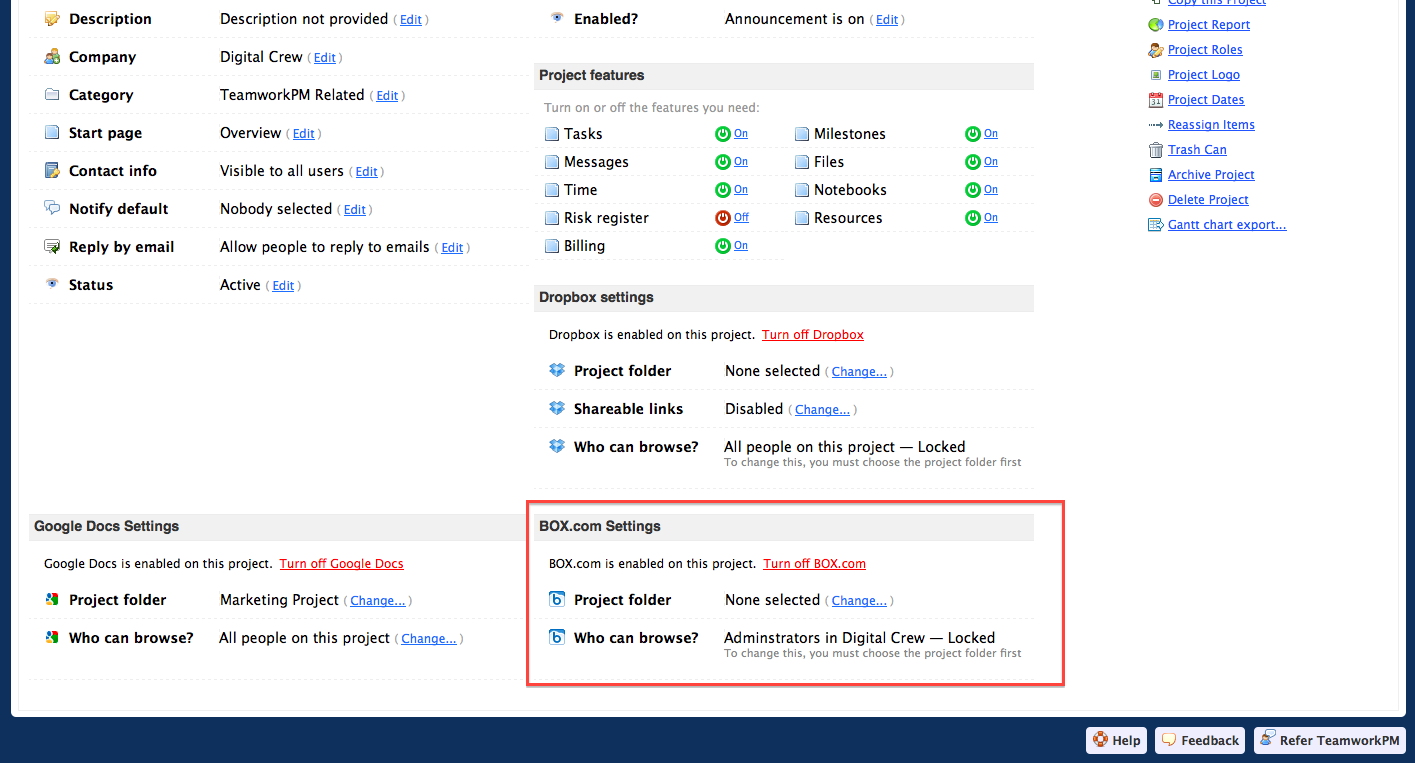 Description Description not provided ( Edit )
Company Digital Crew ( Edit )
Category TeamworkPM Related ( Edit )
Start page Overview ( Edit )
Contact info Visible to all users ( Edit )
Notify default Nobody selected ( Edit )
Reply by email Allow people to reply to emails ( Edit )
Status Active ( Edit )
Enabled? Announcement is on ( Edit )
Project features
Turn on or off the features you need:
Tasks On Milestones On
Messages On Files On
Time On Notebooks On
Risk register Off Resources On
Billing On
Dropbox settings
Dropbox is enabled on this project. Turn off Dropbox
Project folder None selected ( Change... )
Shareable links Disabled ( Change... )
Who can browse? All people on this project — Locked
To change this, you must choose the project folder first
Google Docs Settings
Google Docs is enabled on this project. Turn off Google Docs
Project folder Marketing Project ( Change... )
Who can browse? All people on this project ( Change... )
BOX.com Settings
BOX.com is enabled on this project. Turn off BOX.com
Project folder None selected ( Change... )
Who can browse? Adminstrators in Digital Crew — Locked
To change this, you must choose the project folder first
Copy this Project
Project Report
Project Roles
Project Logo
31 Project Dates
Reassign Items
Trash Can
Archive Project
Delete Project
Gantt chart export...
Help Feedback Refer TeamworkPM